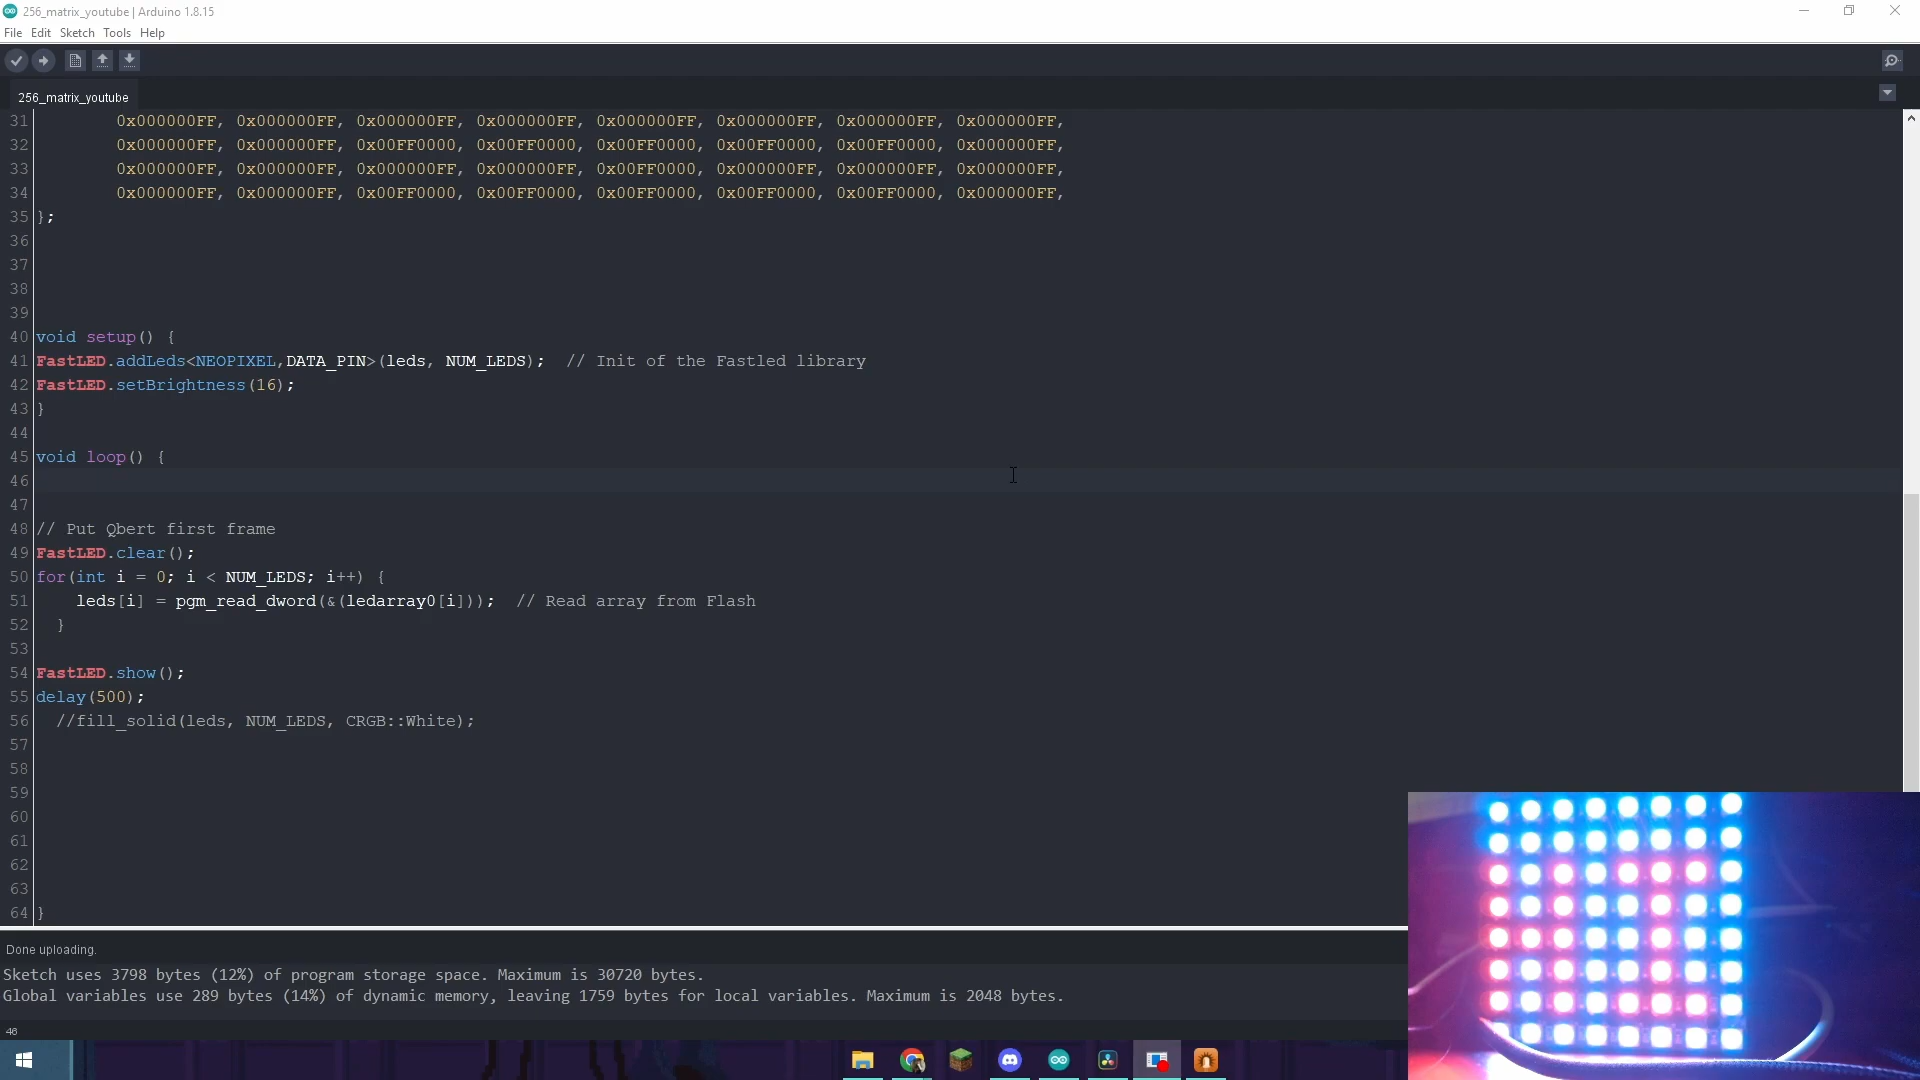 256_matrix_youtube | Arduino 1.8.15
File Edit Sketch Tools Help
256_matrix_youtube
31 0x000000FF, 0x000000FF, 0x000000FF, 0x000000FF, 0x000000FF, 0x000000FF, 0x000000FF, 0x000000FF,
32 0x000000FF, 0x000000FF, 0x00FF0000, 0x00FF0000, 0x00FF0000, 0x00FF0000, 0x00FF0000, 0x000000FF,
33 0x000000FF, 0x000000FF, 0x000000FF, 0x000000FF, 0x00FF0000, 0x000000FF, 0x000000FF, 0x000000FF,
34 0x000000FF, 0x000000FF, 0x00FF0000, 0x00FF0000, 0x00FF0000, 0x00FF0000, 0x00FF0000, 0x000000FF,
35 };
36
37
38
39
40 void setup() {
41 FastLED.addLeds<NEOPIXEL,DATA_PIN>(leds, NUM_LEDS); // Init of the Fastled library
42 FastLED.setBrightness(16);
43 }
44
45 void loop() {
46
47
48 // Put Qbert first frame
49 FastLED.clear();
50 for(int i = 0; i < NUM_LEDS; i++) {
51 leds[i] = pgm_read_dword(&(ledarray0[i])); // Read array from Flash
52 }
53
54 FastLED.show();
55 delay(500);
56 //fill_solid(leds, NUM_LEDS, CRGB::White);
57
58
59
60
61
62
63
64 }
Done uploading.
Sketch uses 3798 bytes (12%) of program storage space. Maximum is 30720 bytes.
Global variables use 289 bytes (14%) of dynamic memory, leaving 1759 bytes for local variables. Maximum is 2048 bytes.
46